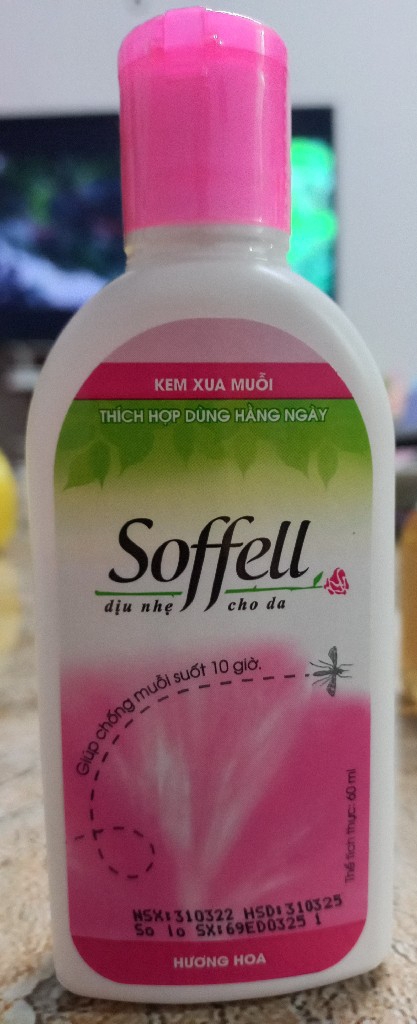 KEM XUA MUỖI
THÍCH HỢP DÙNG HÀNG NGÀY
Soffell
dịu nhẹ cho da
Giúp chống muỗi suốt 10 giờ.
Thể tích thực: 60 ml
NSX:310322 HSD:310325
So lo SX:69ED0325 1
HƯƠNG HOA